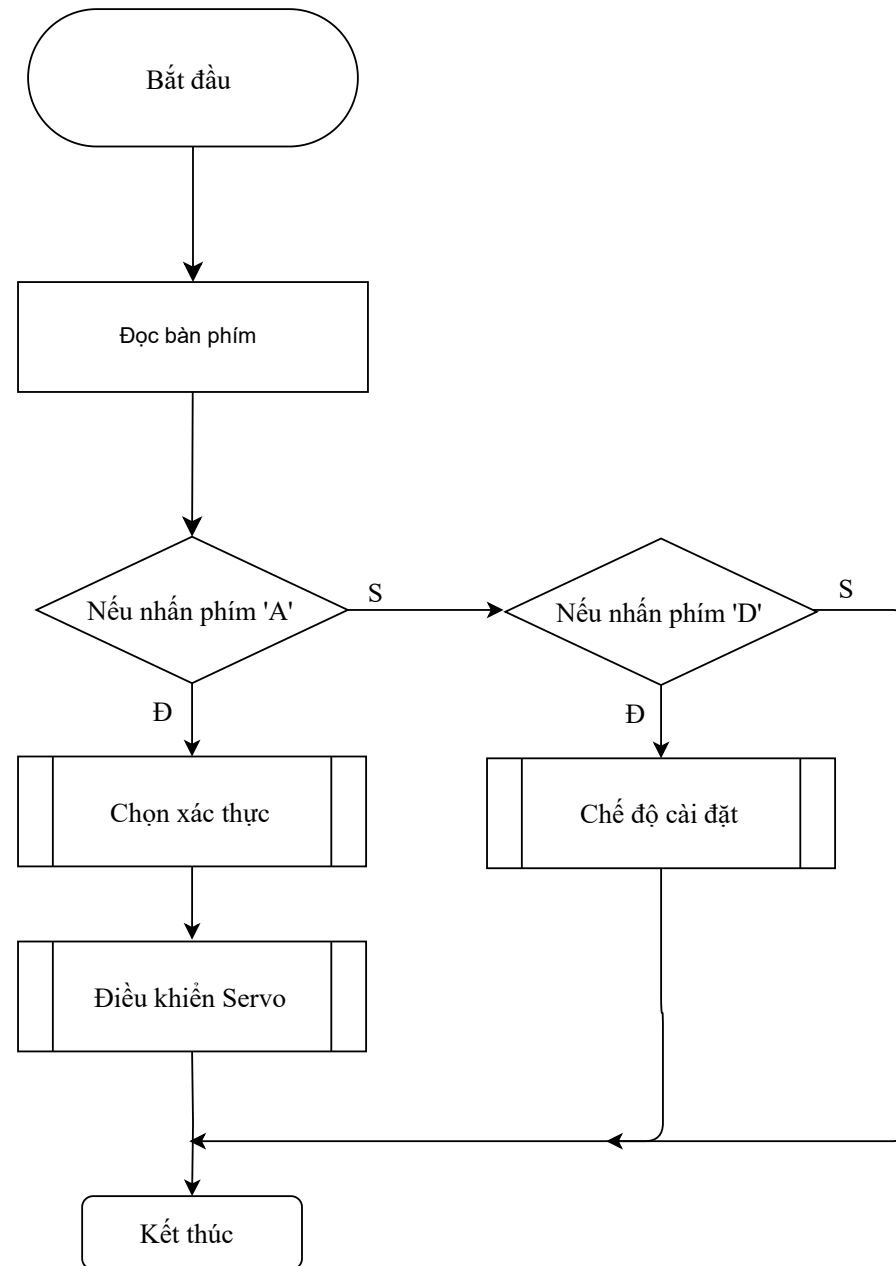 Bắt đầu
Đọc bàn phím
Nếu nhấn phím 'A'
S
Nếu nhấn phím 'D'
S
Đ
Đ
Chọn xác thực
Chế độ cài đặt
Điều khiển Servo
Kết thúc